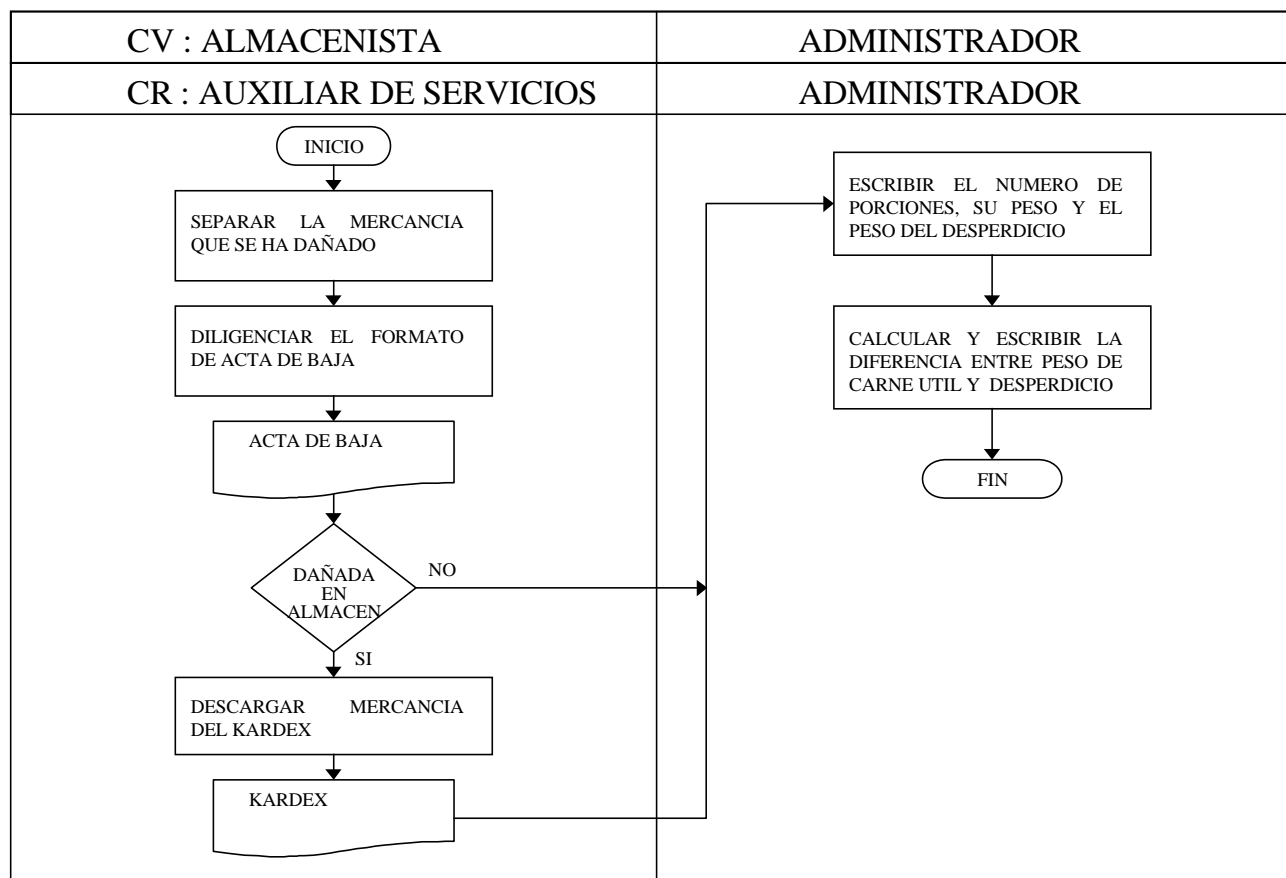 CV : ALMACENISTA
ADMINISTRADOR
CR : AUXILIAR DE SERVICIOS
ADMINISTRADOR
INICIO
SEPARAR LA MERCANCIA
QUE SE HA DAÑADO
DILIGENCIAR EL FORMATO
DE ACTA DE BAJA
ACTA DE BAJA
DAÑADA
EN
ALMACEN
NO
SI
DESCARGAR MERCANCIA
DEL KARDEX
KARDEX
ESCRIBIR EL NUMERO DE
PORCIONES, SU PESO Y EL
PESO DEL DESPERDICIO
CALCULAR Y ESCRIBIR LA
DIFERENCIA ENTRE PESO DE
CARNE UTIL Y DESPERDICIO
FIN